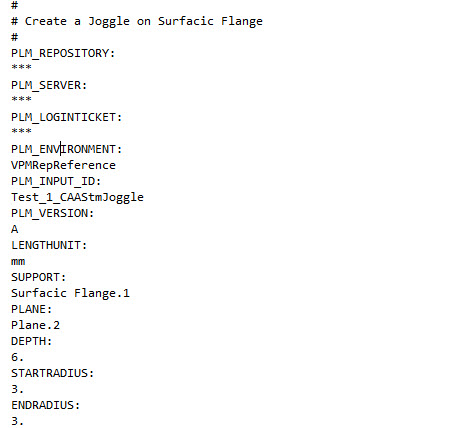 #
# Create a Joggle on Surfacic Flange
#
PLM_REPOSITORY:
***
PLM_SERVER:
***
PLM_LOGINTICKET:
***
PLM_ENVIRONMENT:
VPMRepReference
PLM_INPUT_ID:
Test_1_CAAStmJoggle
PLM_VERSION:
A
LENGTHUNIT:
mm
SUPPORT:
Surfacic Flange.1
PLANE:
Plane.2
DEPTH:
6.
STARTRADIUS:
3.
ENDRADIUS:
3.